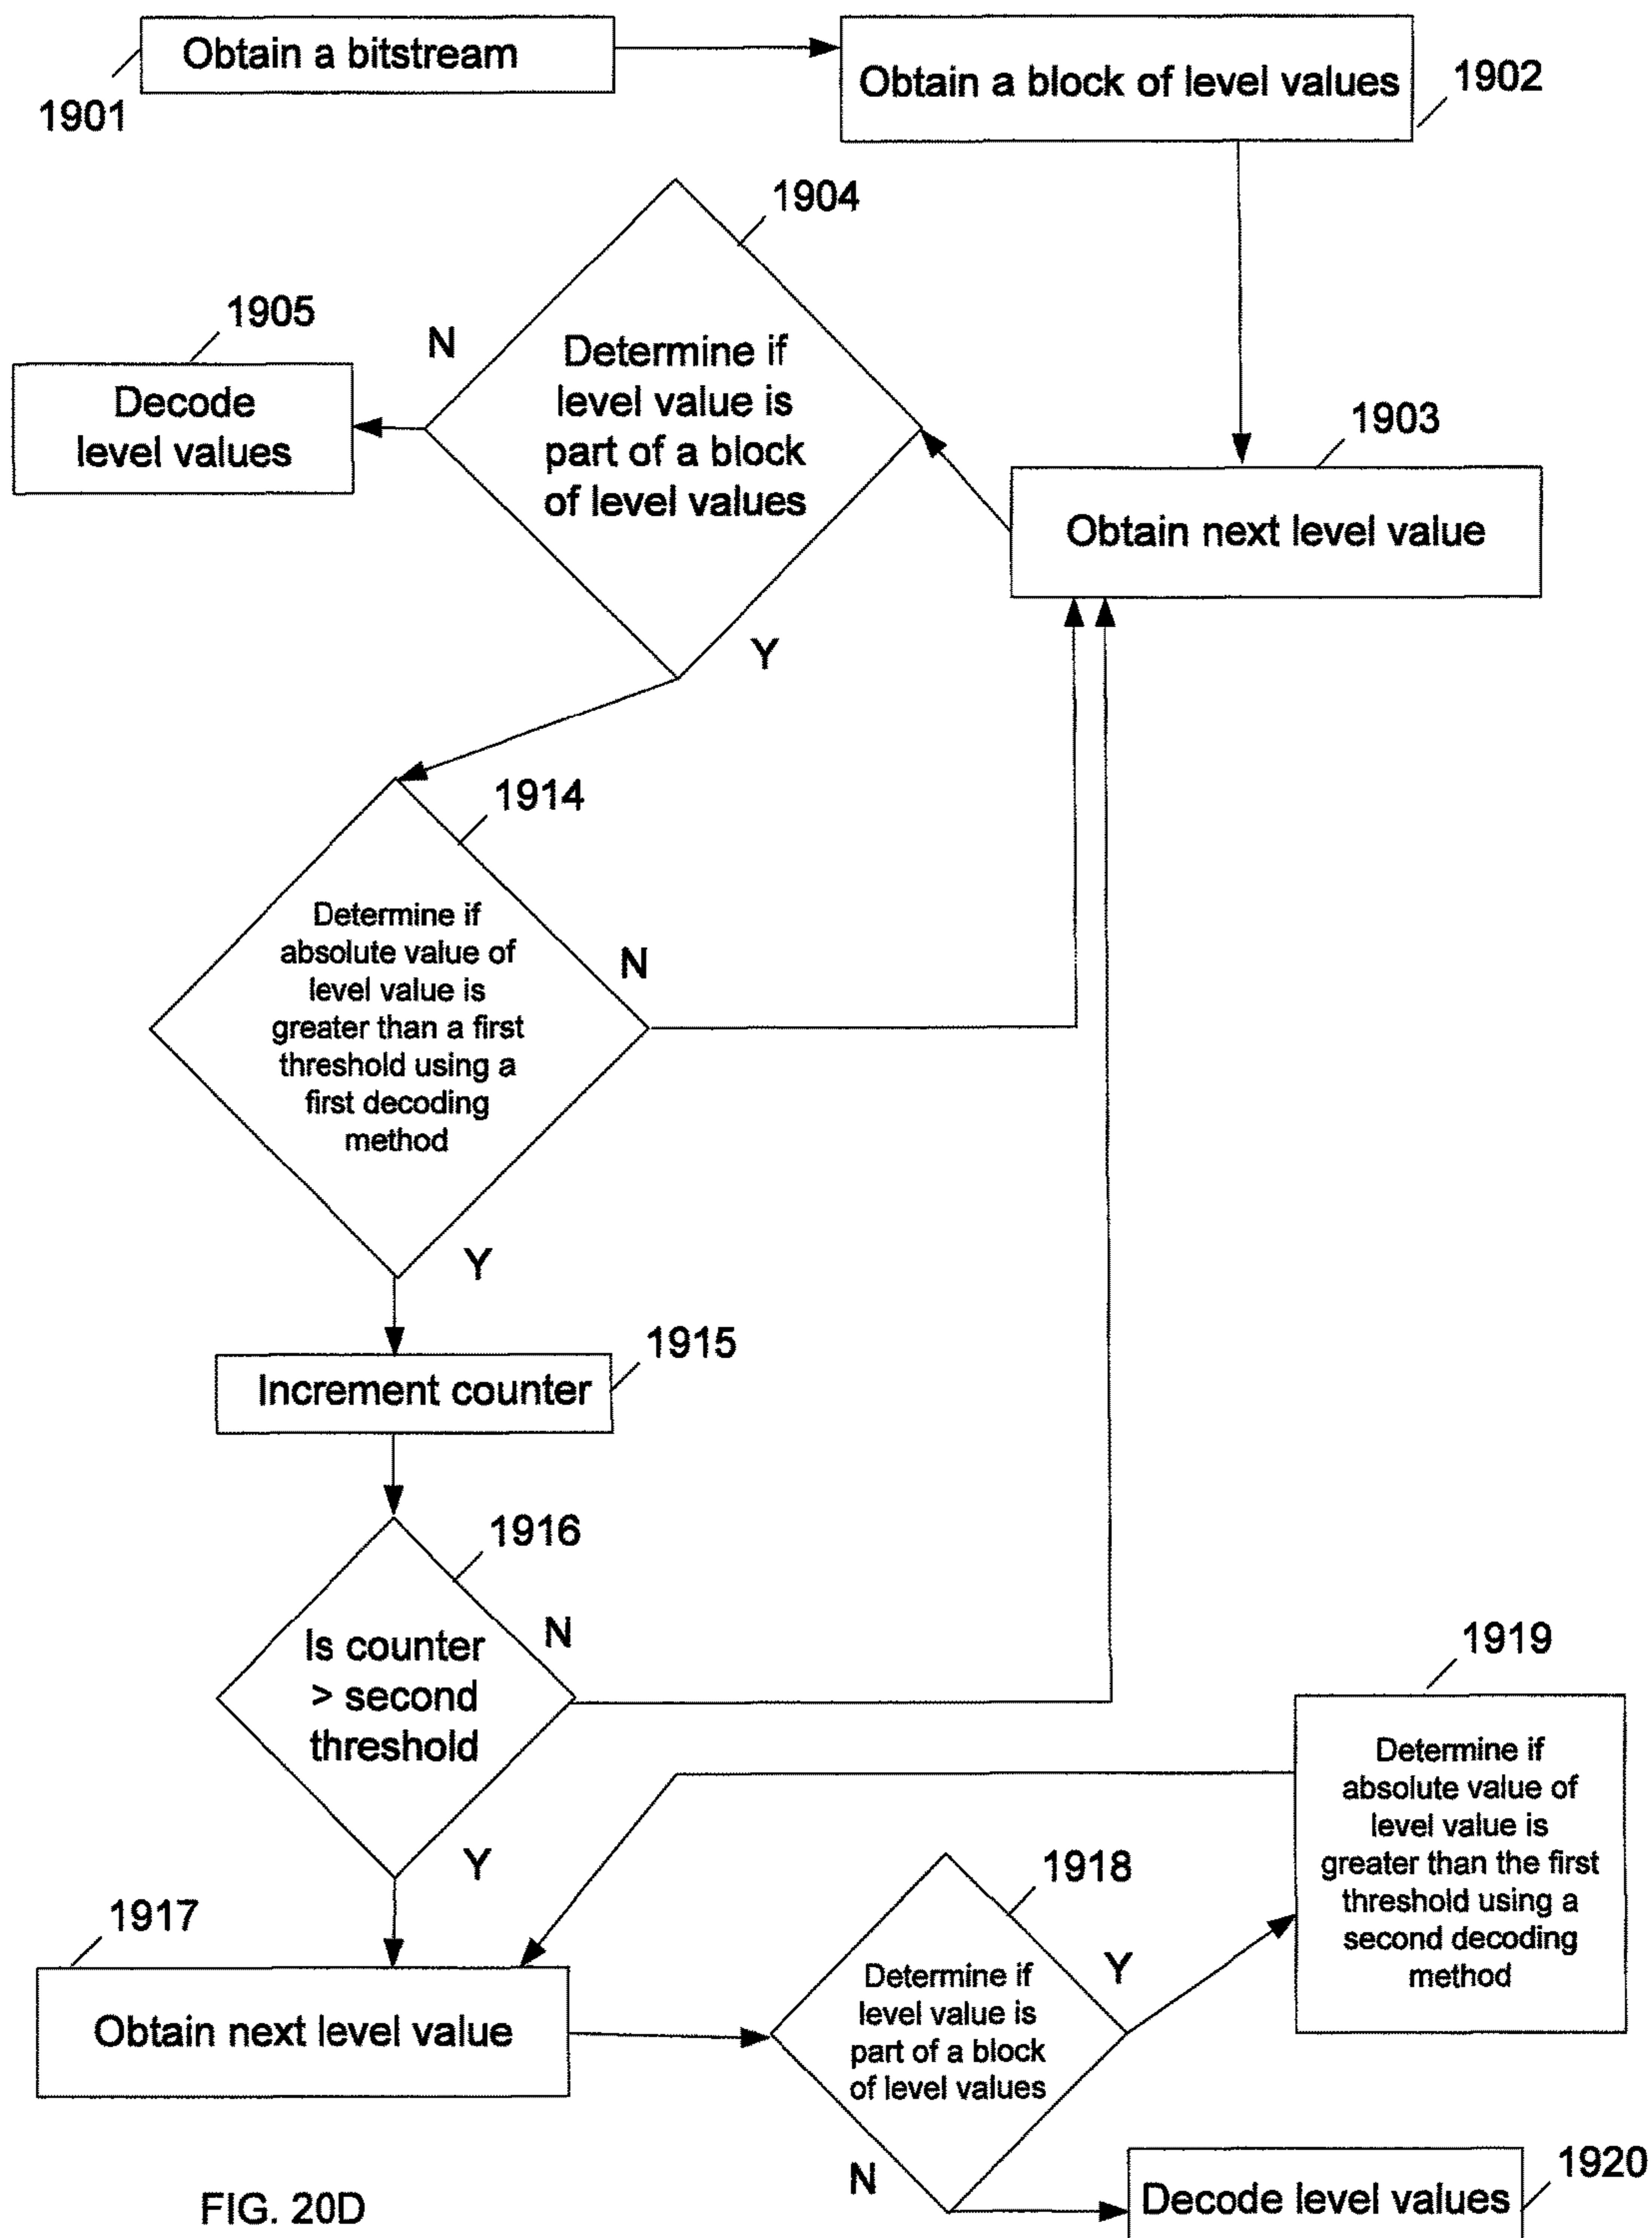 Obtain a bitstream
1901
Obtain a block of level values
1902
1904
Determine if
level value is
part of a block
of level values
N
Y
1905
Decode
level values
1903
Obtain next level value
1914
Determine if
absolute value of
level value is
greater than a first
threshold using a
first decoding
method
N
Y
1915
Increment counter
1916
Is counter
> second
threshold
N
Y
1919
Determine if
absolute value of
level value is
greater than the first
threshold using a
second decoding
method
1917
Obtain next level value
1918
Determine if
level value is
part of a block
of level values
Y
N
1920
Decode level values
FIG. 20D